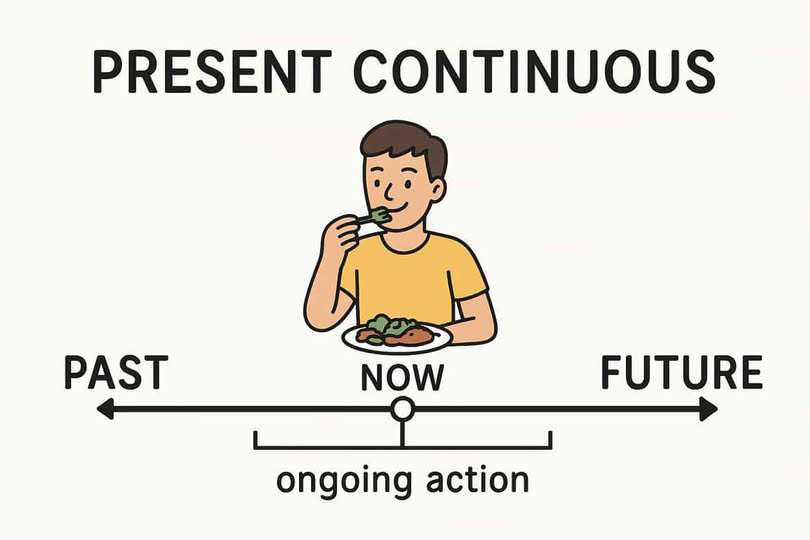 PRESENT CONTINUOUS
PAST
NOW
FUTURE
ongoing action